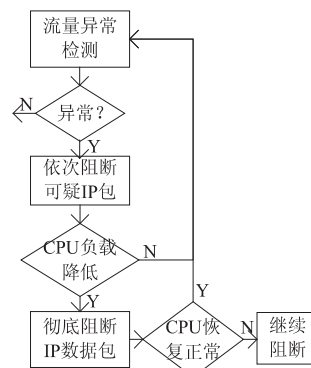 流量异常
检测
N
异常？
Y
依次阻断
可疑IP包
CPU负载
降低
N
Y
彻底阻断
IP数据包
Y
CPU恢
复正常
N
继续
阻断